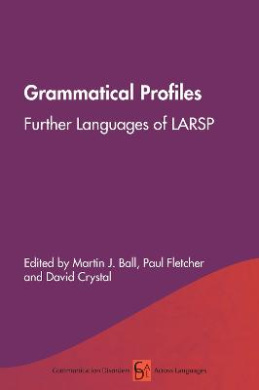 Grammatical Profiles
Further Languages of LARSP
Edited by Martin J. Ball, Paul Fletcher
and David Crystal
Communication Disorders Across Languages